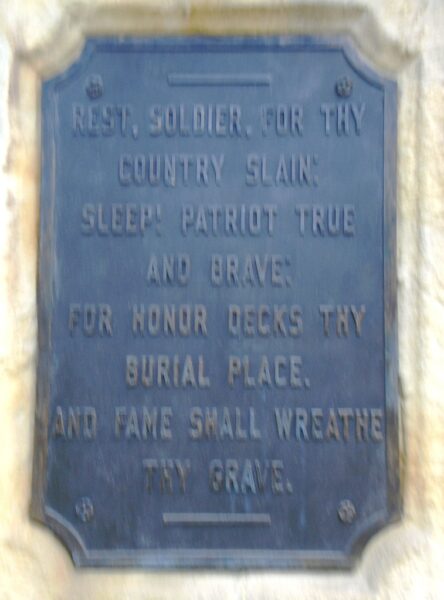 REST, SOLDIER, FOR THY
COUNTRY SLAIN;
SLEEP! PATRIOT TRUE
AND BRAVE;
FOR HONOR DECKS THY
BURIAL PLACE,
AND FAME SHALL WREATHE
THY GRAVE.